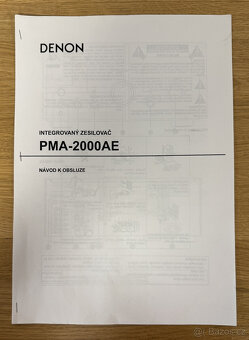 DENON
INTEGROVANÝ ZESILOVAČ
PMA-2000AE
NÁVOD K OBSLUZE